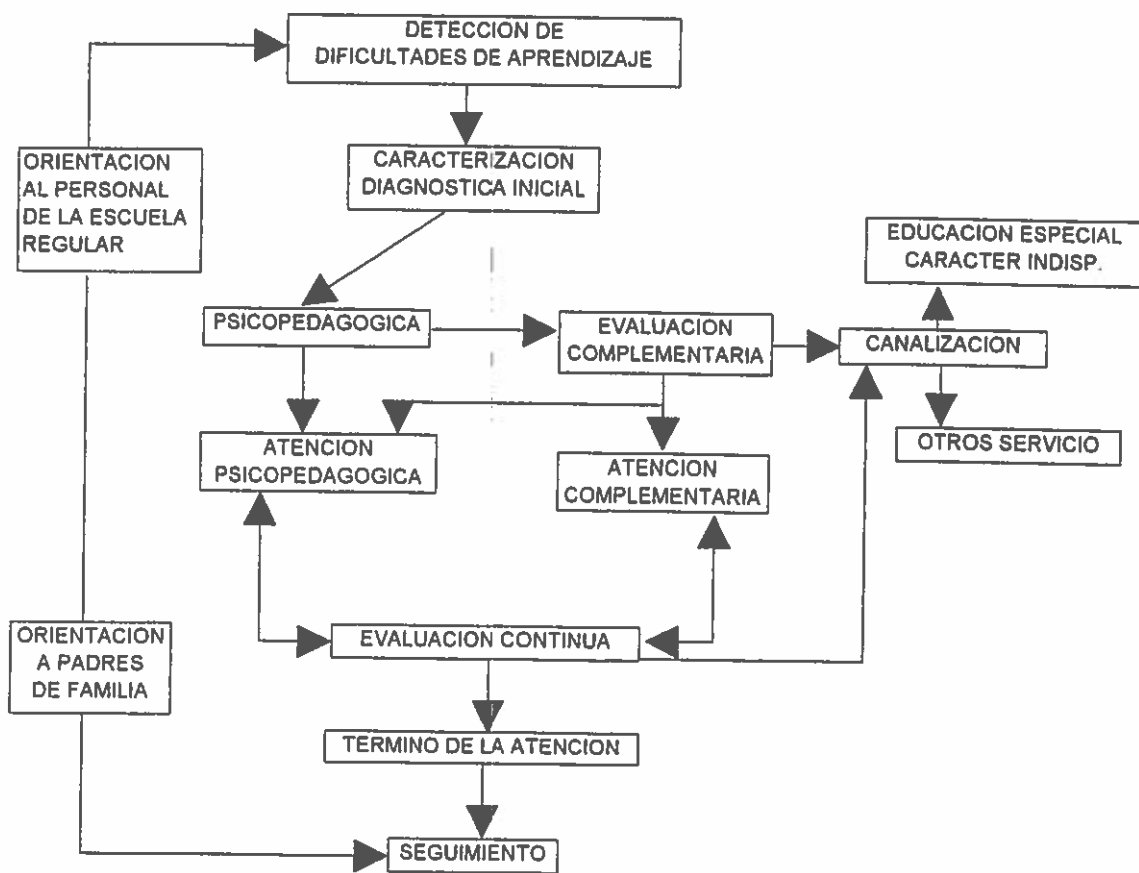 DETECCION DE
DIFICULTADES DE APRENDIZAJE
ORIENTACION
AL PERSONAL
DE LA ESCUELA
REGULAR
CARACTERIZACION
DIAGNOSTICA INICIAL
EDUCACION ESPECIAL
CARACTER INDISP.
PSICOPEDAGOGICA
EVALUACION
COMPLEMENTARIA
CANALIZACION
OTROS SERVICIO
ATENCION
PSICOPEDAGOGICA
ATENCION
COMPLEMENTARIA
ORIENTACION
A PADRES
DE FAMILIA
EVALUACION CONTINUA
TERMINO DE LA ATENCION
SEGUIMIENTO